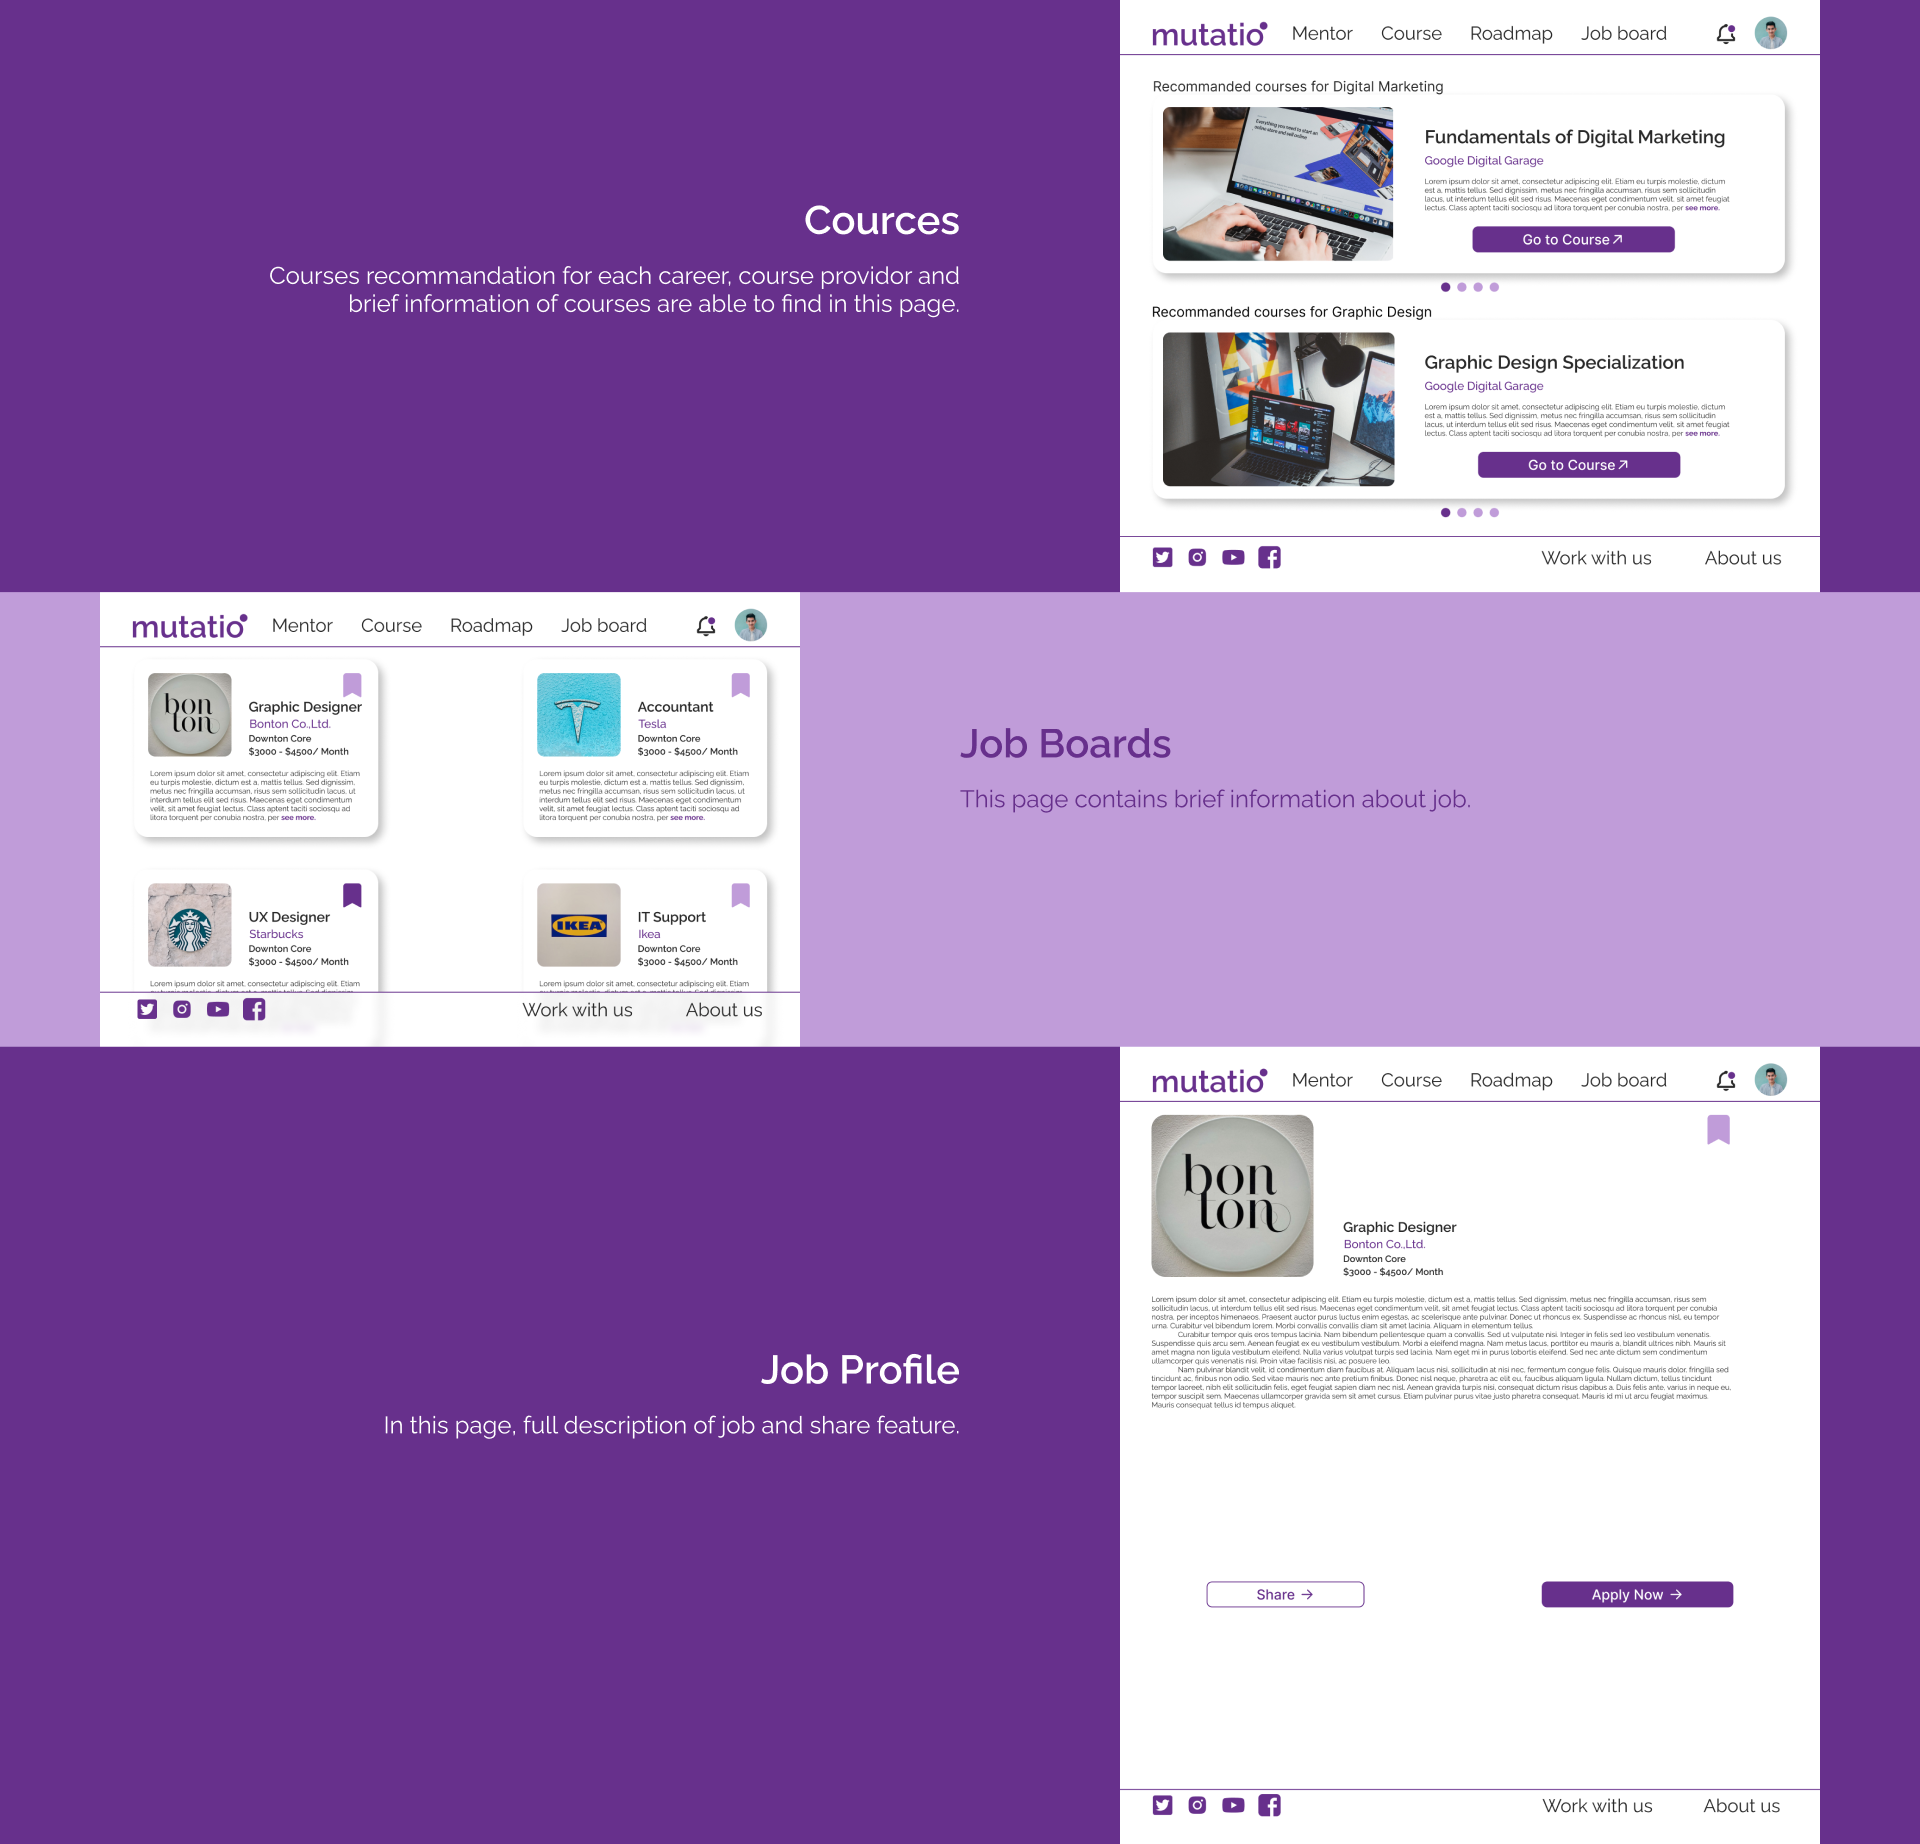 Cources
Courses recommandation for each career, course providor and
brief information of courses are able to find in this page.
mutatio
Mentor
Course
Roadmap
Job board
Recommanded courses for Digital Marketing
Everything you need to start an
online store and sell online
Fundamentals of Digital Marketing
Google Digital Garage
Lorem ipsum dolor sit amet, consectetur adipiscing elit. Etiam eu turpis molestie, dictum
est a, mattis tellus. Sed dignissim, metus nec fringilla accumsan, risus sem sollicitudin
lacus, ut interdum tellus elit sed risus. Maecenas eget condimentum velit, sit amet feugiat
lectus. Class aptent taciti sociosqu ad litora torquent per conubia nostra, per see more.
Go to Course
Recommanded courses for Graphic Design
Graphic Design Specialization
Google Digital Garage
Lorem ipsum dolor sit amet, consectetur adipiscing elit. Etiam eu turpis molestie, dictum
est a, mattis tellus. Sed dignissim, metus nec fringilla accumsan, risus sem sollicitudin
lacus, ut interdum tellus elit sed risus. Maecenas eget condimentum velit, sit amet feugiat
lectus. Class aptent taciti sociosqu ad litora torquent per conubia nostra, per see more.
Go to Course
Work with us
About us
mutatio
Mentor
Course
Roadmap
Job board
bon
ton
Graphic Designer
Bonton Co.,Ltd.
Downton Core
$3000 - $4500/ Month
Lorem ipsum dolor sit amet, consectetur adipiscing elit. Etiam
eu turpis molestie, dictum est a, mattis tellus. Sed dignissim,
metus nec fringilla accumsan, risus sem sollicitudin lacus, ut
interdum tellus elit sed risus. Maecenas eget condimentum
velit, sit amet feugiat lectus. Class aptent taciti sociosqu ad
litora torquent per conubia nostra, per see more.
Accountant
Tesla
Downton Core
$3000 - $4500/ Month
Lorem ipsum dolor sit amet, consectetur adipiscing elit. Etiam
eu turpis molestie, dictum est a, mattis tellus. Sed dignissim,
metus nec fringilla accumsan, risus sem sollicitudin lacus, ut
interdum tellus elit sed risus. Maecenas eget condimentum
velit, sit amet feugiat lectus. Class aptent taciti sociosqu ad
litora torquent per conubia nostra, per see more.
UX Designer
Starbucks
Downton Core
$3000 - $4500/ Month
Lorem ipsum dolor sit amet, consectetur adipiscing elit. Etiam
IKEA
IT Support
Ikea
Downton Core
$3000 - $4500/ Month
Lorem ipsum dolor sit amet, consectetur adipiscing elit. Etiam
Work with us
About us
Job Boards
This page contains brief information about job.
Job Profile
In this page, full description of job and share feature.
mutatio
Mentor
Course
Roadmap
Job board
bon
ton
Graphic Designer
Bonton Co.,Ltd.
Downton Core
$3000 - $4500/ Month
Lorem ipsum dolor sit amet, consectetur adipiscing elit. Etiam eu turpis molestie, dictum est a, mattis tellus. Sed dignissim, metus nec fringilla accumsan, risus sem
sollicitudin lacus, ut interdum tellus elit sed risus. Maecenas eget condimentum velit, sit amet feugiat lectus. Class aptent taciti sociosqu ad litora torquent per conubia
nostra, per inceptos himenaeos. Praesent auctor purus luctus enim egestas, ac scelerisque ante pulvinar. Donec ut rhoncus ex. Suspendisse ac rhoncus nisl, eu tempor
urna. Curabitur vel bibendum lorem. Morbi convallis convallis diam sit amet lacinia. Aliquam in elementum tellus.
Curabitur tempor quis eros tempus lacinia. Nam bibendum pellentesque quam a convallis. Sed ut vulputate nisi. Integer in felis sed leo vestibulum venenatis.
Suspendisse quis arcu sem. Aenean feugiat ex eu vestibulum vestibulum. Morbi a eleifend magna. Nam metus lacus, porttitor eu mauris a, blandit ultrices nibh. Mauris sit
amet magna non ligula vestibulum eleifend. Nulla varius volutpat turpis sed lacinia. Nam eget mi in purus lobortis eleifend. Sed nec ante dictum sem condimentum
ullamcorper quis venenatis nisi. Proin vitae facilisis nisi, ac posuere leo.
Nam pulvinar blandit velit, id condimentum diam faucibus at. Aliquam lacus nisi, sollicitudin at nisi nec, fermentum congue felis. Quisque mauris dolor, fringilla sed
tincidunt ac, finibus non odio. Sed vitae mauris nec ante pretium finibus. Donec nisl neque, pharetra ac elit eu, faucibus aliquam ligula. Nullam dictum, tellus tincidunt
tempor laoreet, nibh elit sollicitudin felis, eget feugiat sapien diam nec nisl. Aenean gravida turpis nisi, consequat dictum risus dapibus a. Duis felis ante, varius in neque eu,
tempor suscipit sem. Maecenas ullamcorper gravida sem sit amet cursus. Etiam pulvinar purus vitae justo pharetra consequat. Mauris id mi ut arcu feugiat maximus.
Mauris consequat tellus id tempus aliquet.
Share
Apply Now
Work with us
About us